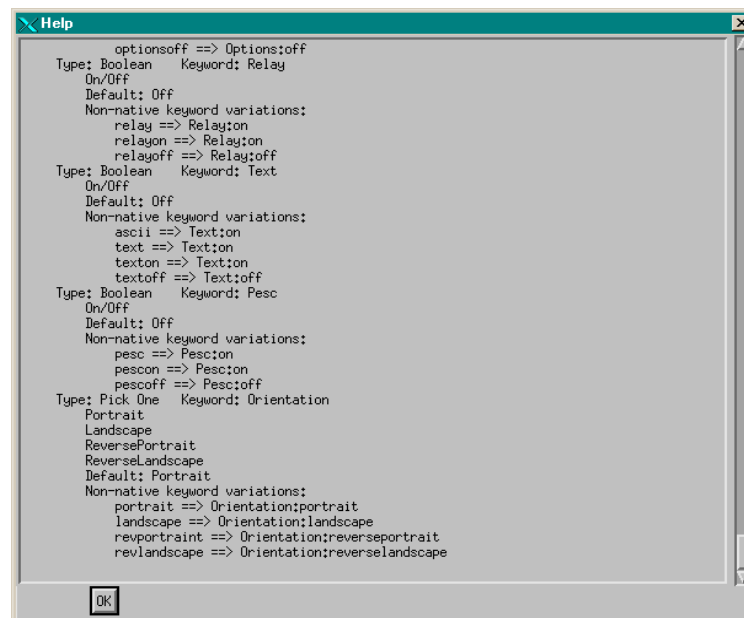 Help
optionsoff ==> Options:off
Type: Boolean    Keyword: Relay
On/Off
Default: Off
Non-native keyword variations:
relay ==> Relay:on
relayon ==> Relay:on
relayoff ==> Relay:off
Type: Boolean    Keyword: Text
On/Off
Default: Off
Non-native keyword variations:
ascii ==> Text:on
text ==> Text:on
texton ==> Text:on
textoff ==> Text:off
Type: Boolean    Keyword: Pesc
On/Off
Default: Off
Non-native keyword variations:
pesc ==> Pesc:on
pescon ==> Pesc:on
pescoff ==> Pesc:off
Type: Pick One   Keyword: Orientation
Portrait
Landscape
ReversePortrait
ReverseLandscape
Default: Portrait
Non-native keyword variations:
portrait ==> Orientation:portrait
landscape ==> Orientation:landscape
revportraint ==> Orientation:reverseportrait
revlandscape ==> Orientation:reverselandscape
OK